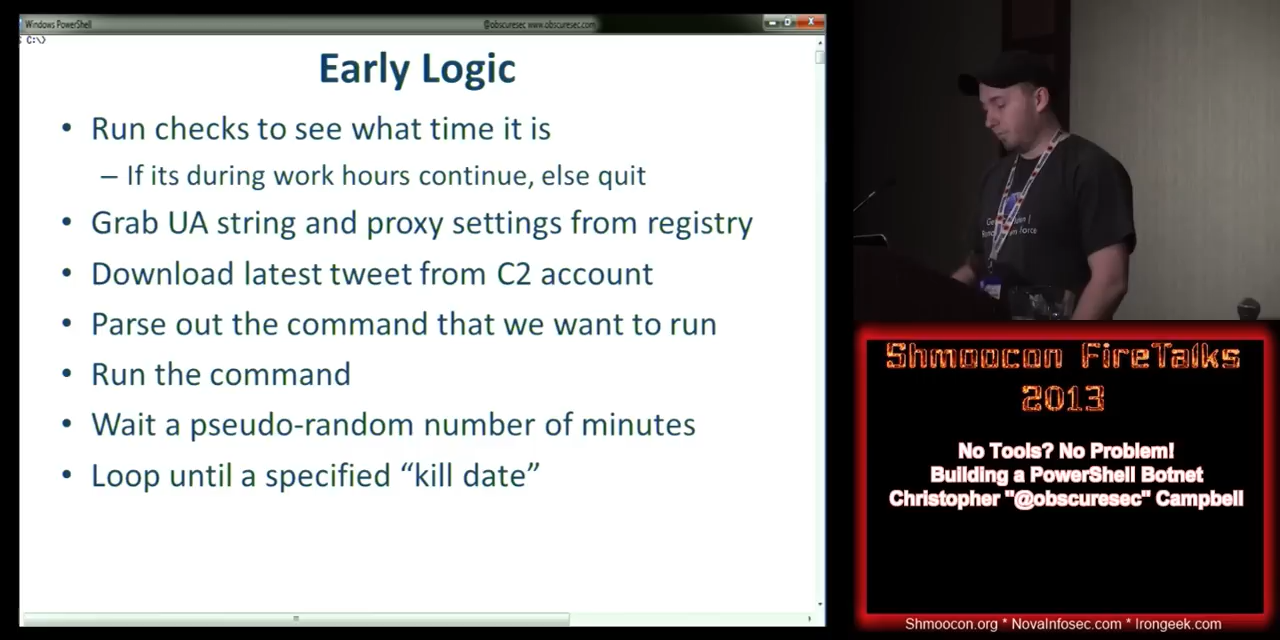 Windows PowerShell
@obscuresec www.obscuresec.com
C:\>
Early Logic
• Run checks to see what time it is
– If its during work hours continue, else quit
• Grab UA string and proxy settings from registry
• Download latest tweet from C2 account
• Parse out the command that we want to run
• Run the command
• Wait a pseudo-random number of minutes
• Loop until a specified “kill date”
Shmoocon FireTalks
2013
No Tools? No Problem!
Building a PowerShell Botnet
Christopher "@obscuresec" Campbell
Shmoocon.org * NovaInfosec.com * Irongeek.com